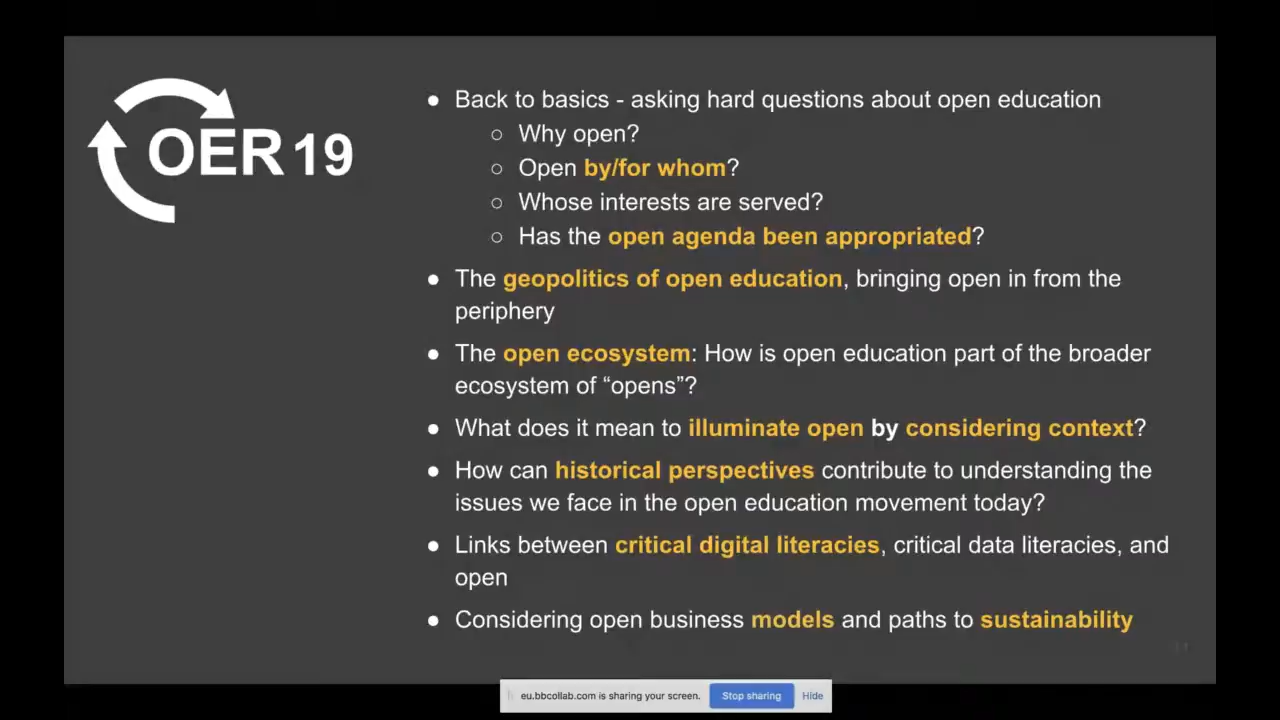 OER19
● Back to basics - asking hard questions about open education
○ Why open?
○ Open by/for whom?
○ Whose interests are served?
○ Has the open agenda been appropriated?
● The geopolitics of open education, bringing open in from the
periphery
● The open ecosystem: How is open education part of the broader
ecosystem of “opens”?
● What does it mean to illuminate open by considering context?
● How can historical perspectives contribute to understanding the
issues we face in the open education movement today?
● Links between critical digital literacies, critical data literacies, and
open
● Considering open business models and paths to sustainability
eu.bbcollab.com is sharing your screen. Stop sharing Hide